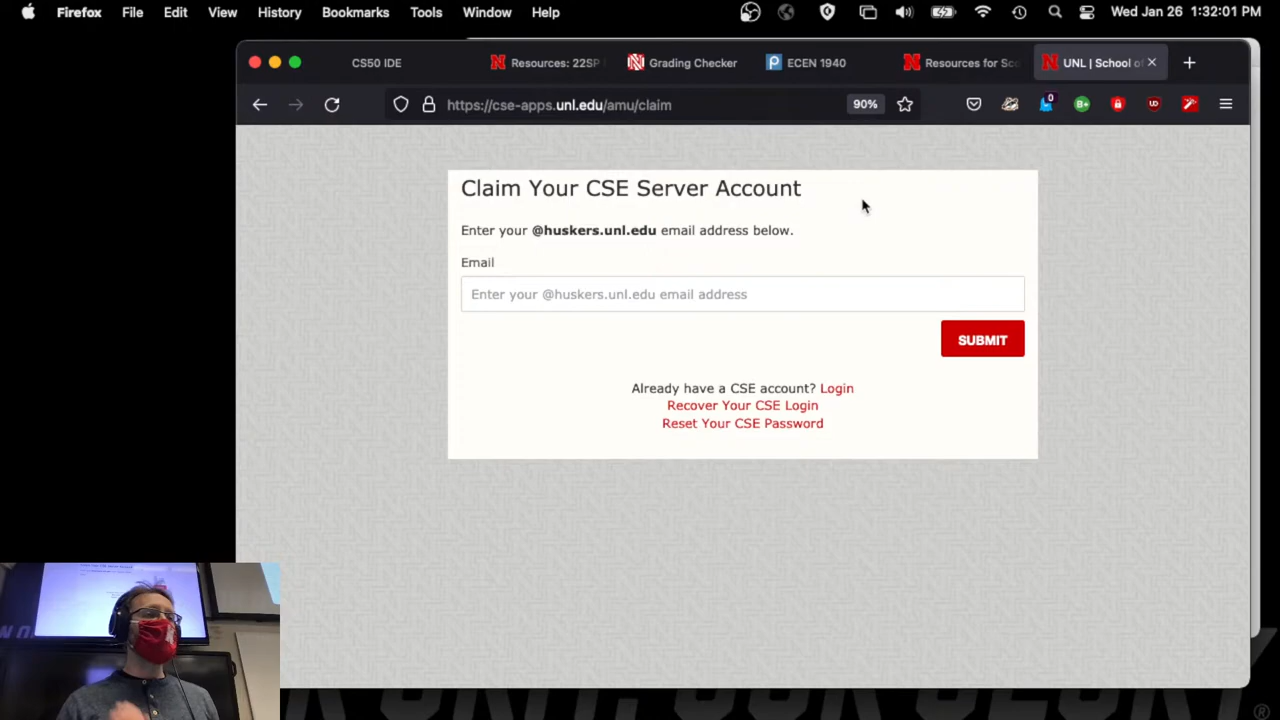 Firefox File Edit View History Bookmarks Tools Window Help Wed Jan 26 1:32:01 PM
CS50 IDE Resources: 22SP Grading Checker ECEN 1940 Resources for Sc UNL | School of
https://cse-apps.unl.edu/amu/claim 90% 0
Claim Your CSE Server Account
Enter your @huskers.unl.edu email address below.
Email
Enter your @huskers.unl.edu email address
SUBMIT
Already have a CSE account? Login
Recover Your CSE Login
Reset Your CSE Password